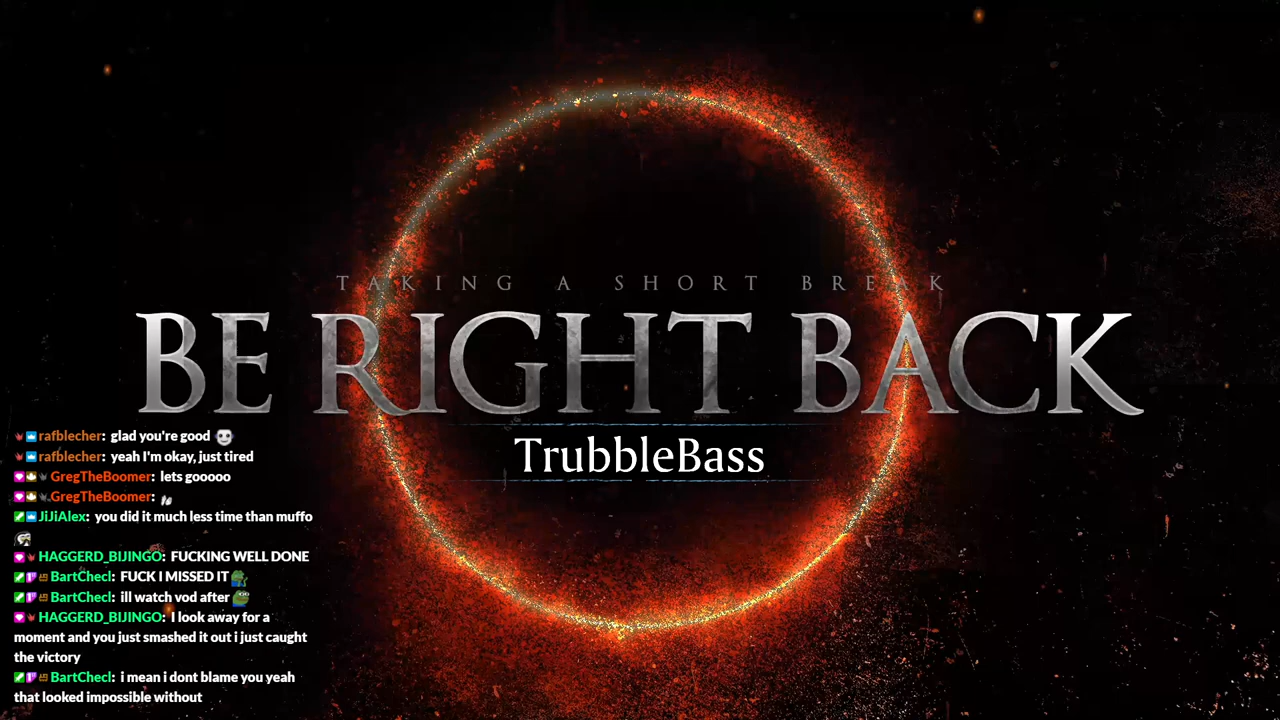 TAKING A SHORT BREAK
BE RIGHT BACK
TrubbleBass
rafblecher: glad you're good
rafblecher: yeah I'm okay, just tired
GregTheBoomer: lets gooooo
GregTheBoomer:
JiJiAlex: you did it much less time than muffo
HAGGERD_BIJINGO: FUCKING WELL DONE
BartChecl: FUCK I MISSED IT
BartChecl: ill watch vod after
HAGGERD_BIJINGO: I look away for a
moment and you just smashed it out i just caught
the victory
BartChecl: i mean i dont blame you yeah
that looked impossible without